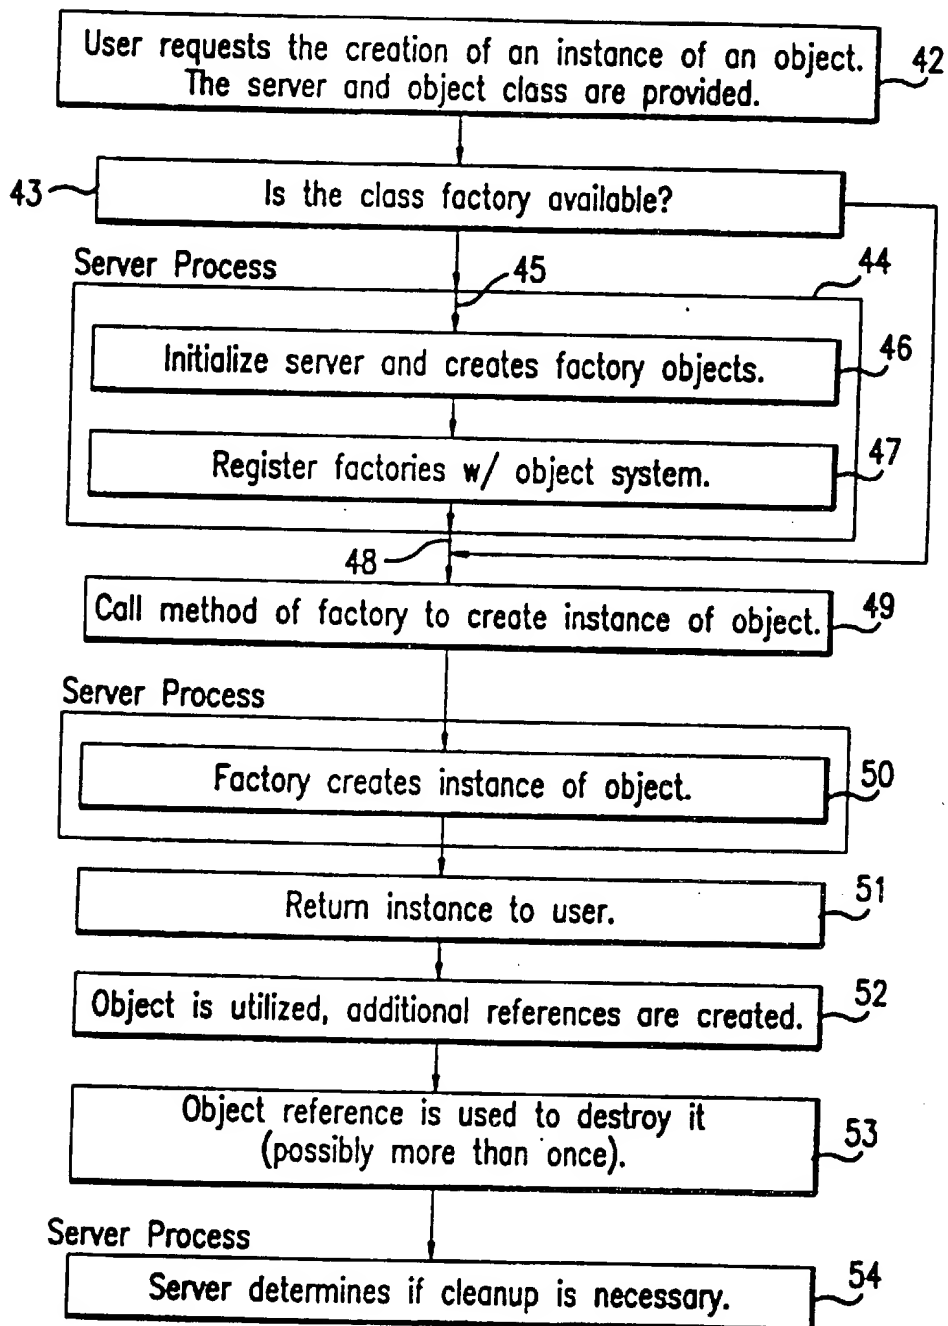 User requests the creation of an instance of an object.
The server and object class are provided.
42
43
Is the class factory available?
Server Process
45
44
Initialize server and creates factory objects.
46
Register factories w/ object system.
47
48
Call method of factory to create instance of object.
49
Server Process
Factory creates instance of object.
50
Return instance to user.
51
Object is utilized, additional references are created.
52
Object reference is used to destroy it
(possibly more than once).
53
Server Process
Server determines if cleanup is necessary.
54